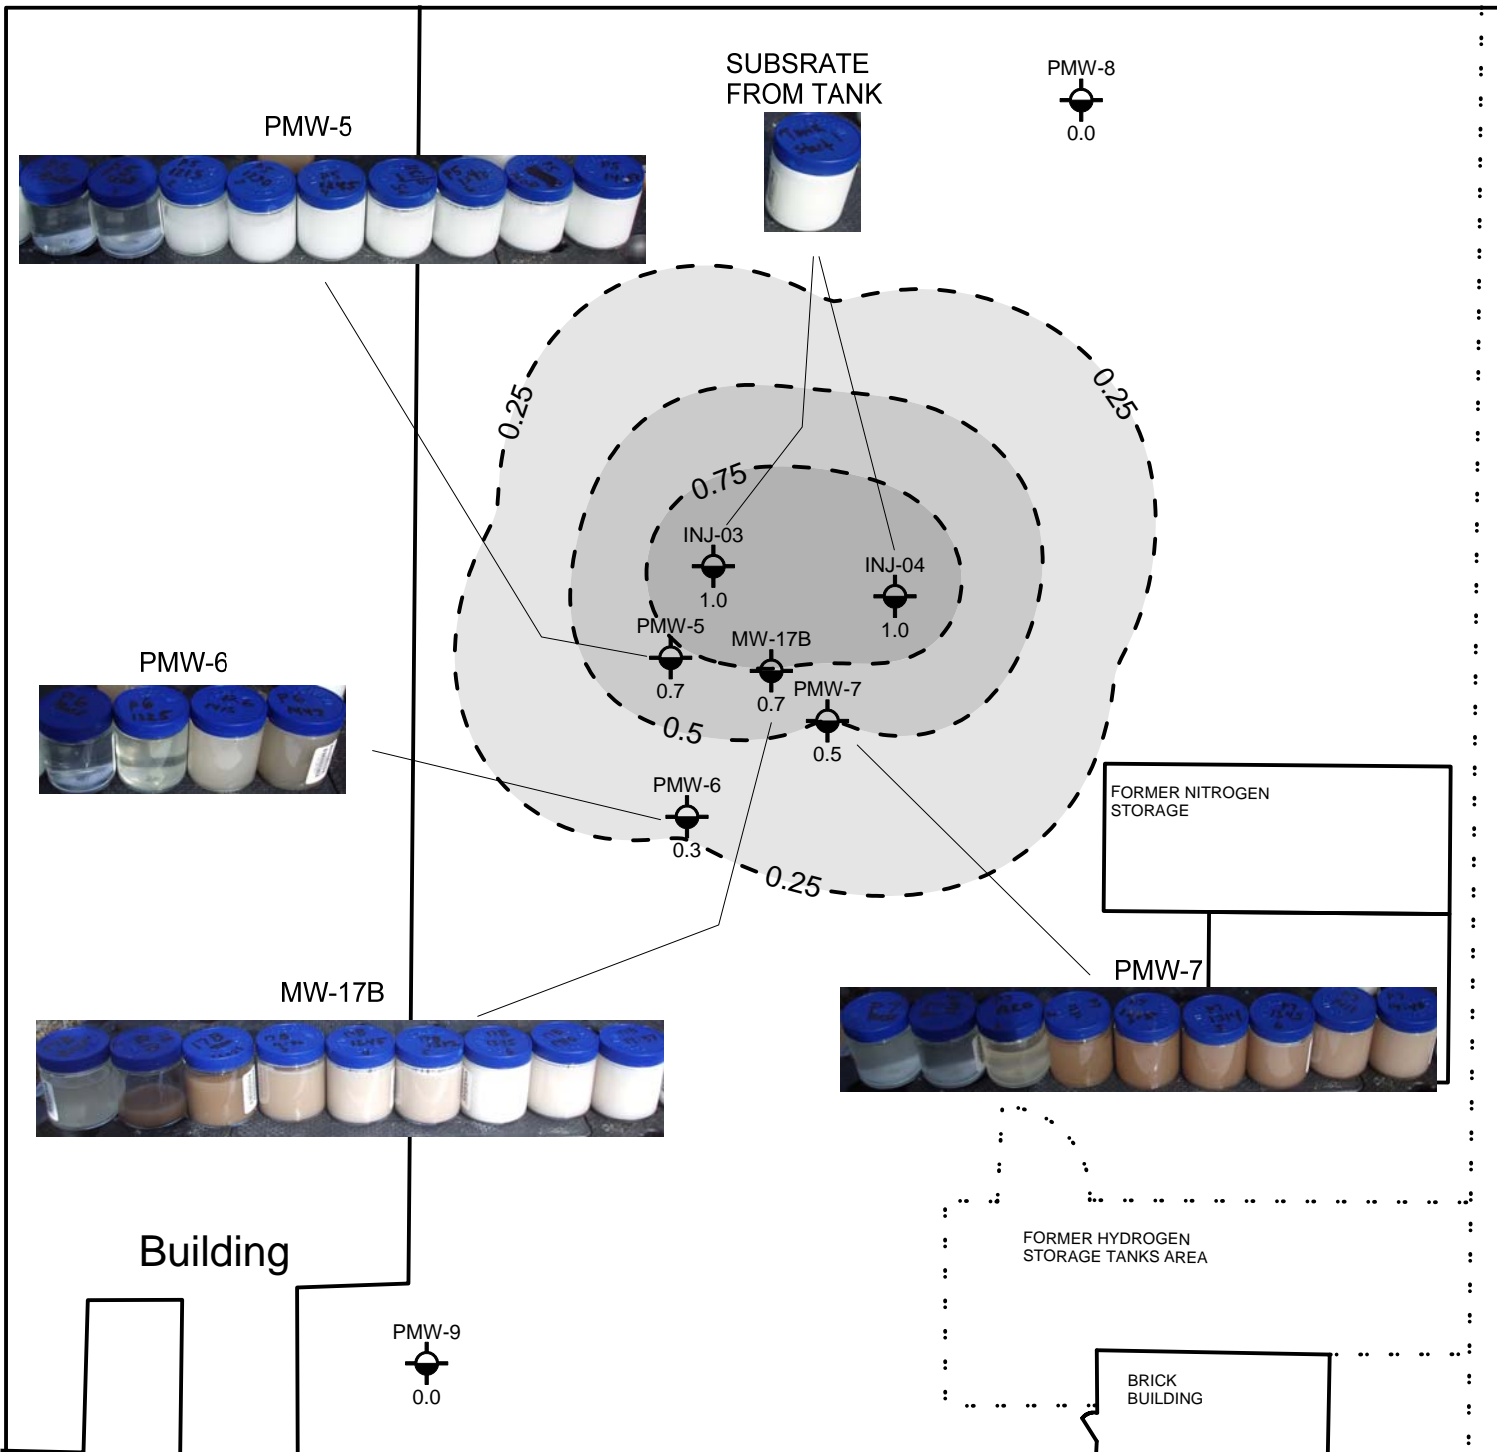 SUBSRATE
FROM TANK
PMW-8
0.0
PMW-5
0.25
0.25
0.75
INJ-03
1.0
INJ-04
1.0
PMW-5
0.7
MW-17B
0.7
PMW-7
0.5
0.5
PMW-6
PMW-6
0.3
0.25
FORMER NITROGEN
STORAGE
PMW-7
MW-17B
Building
FORMER HYDROGEN
STORAGE TANKS AREA
PMW-9
0.0
BRICK
BUILDING